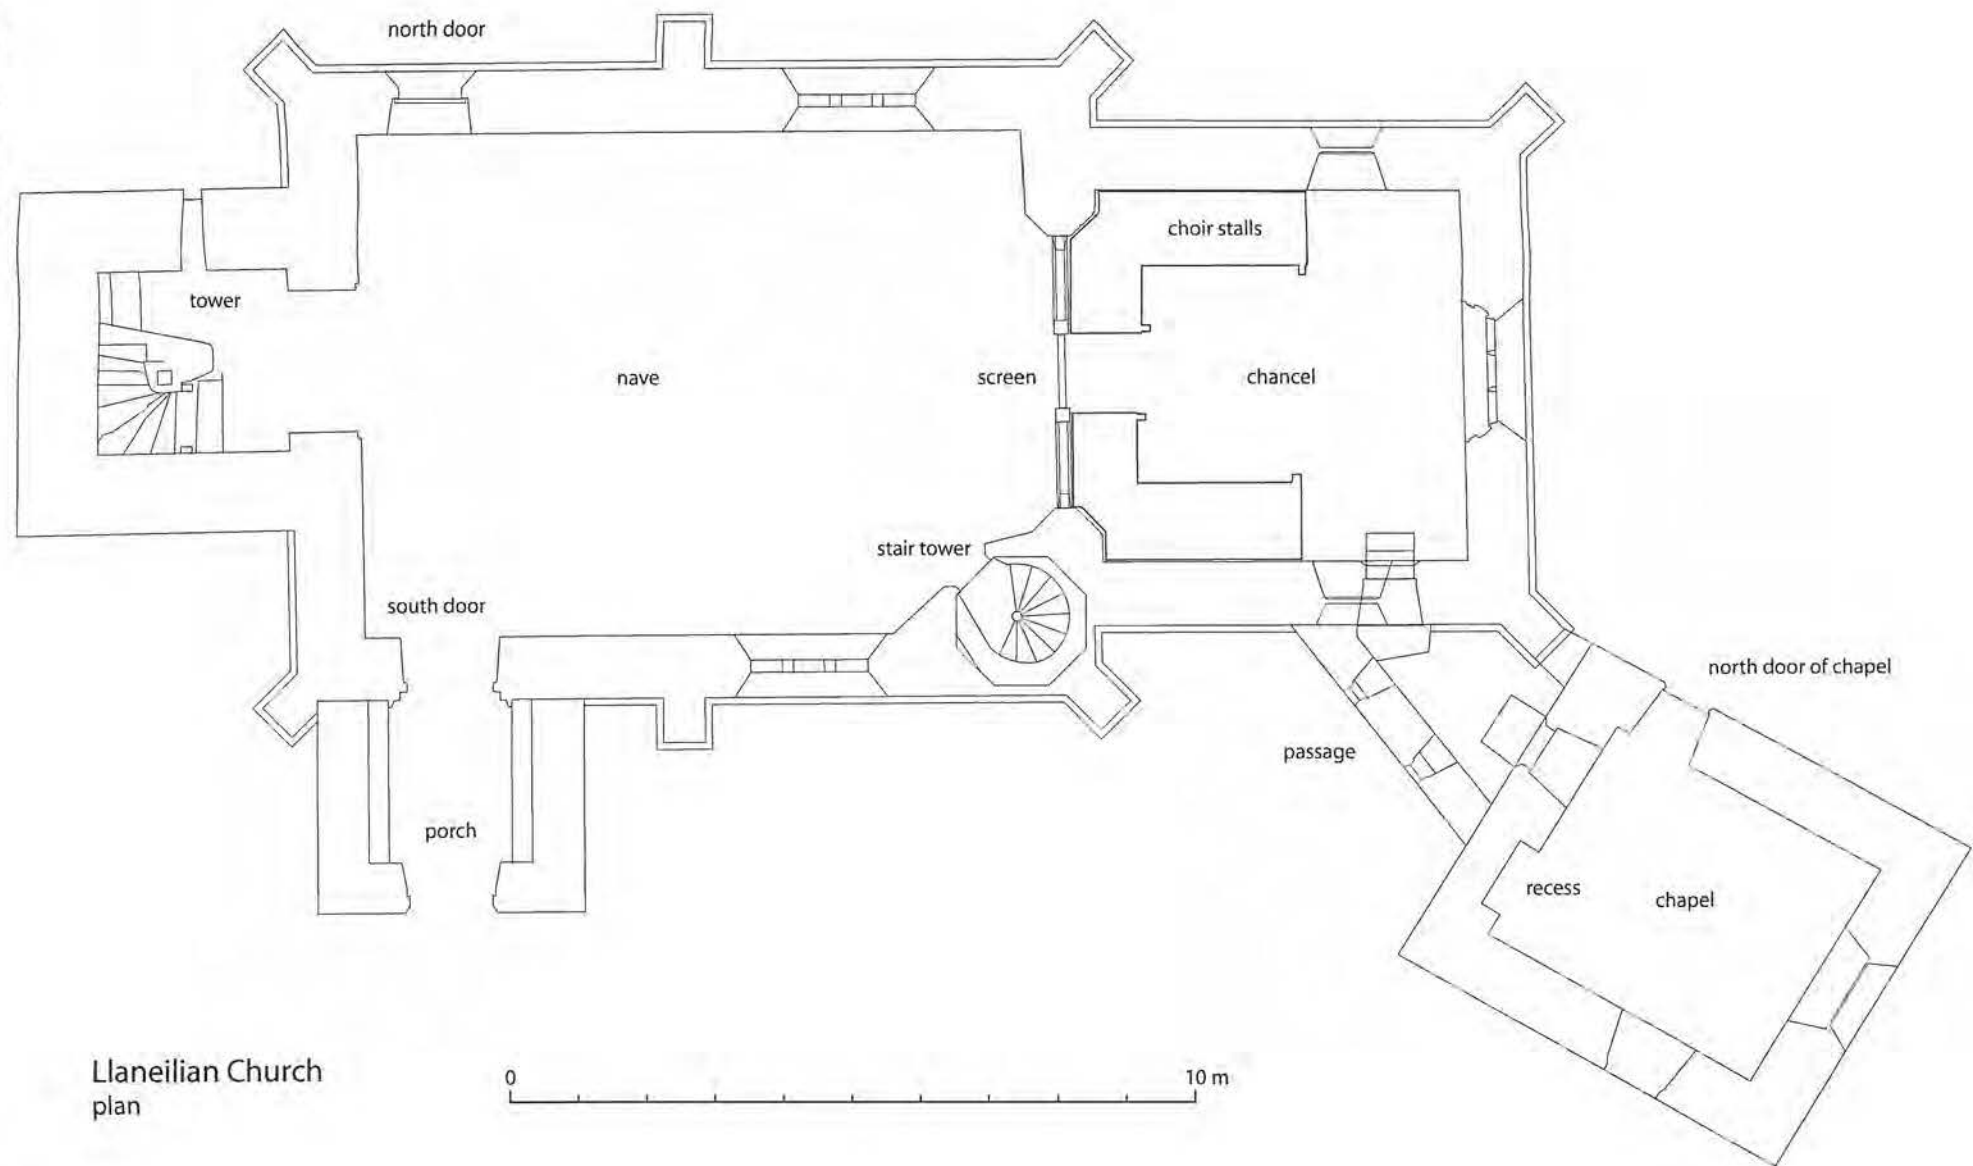 north door
tower
choir stalls
nave
screen
chancel
stair tower
south door
north door of chapel
passage
porch
recess
chapel
Llaneilian Church
plan
0
10 m